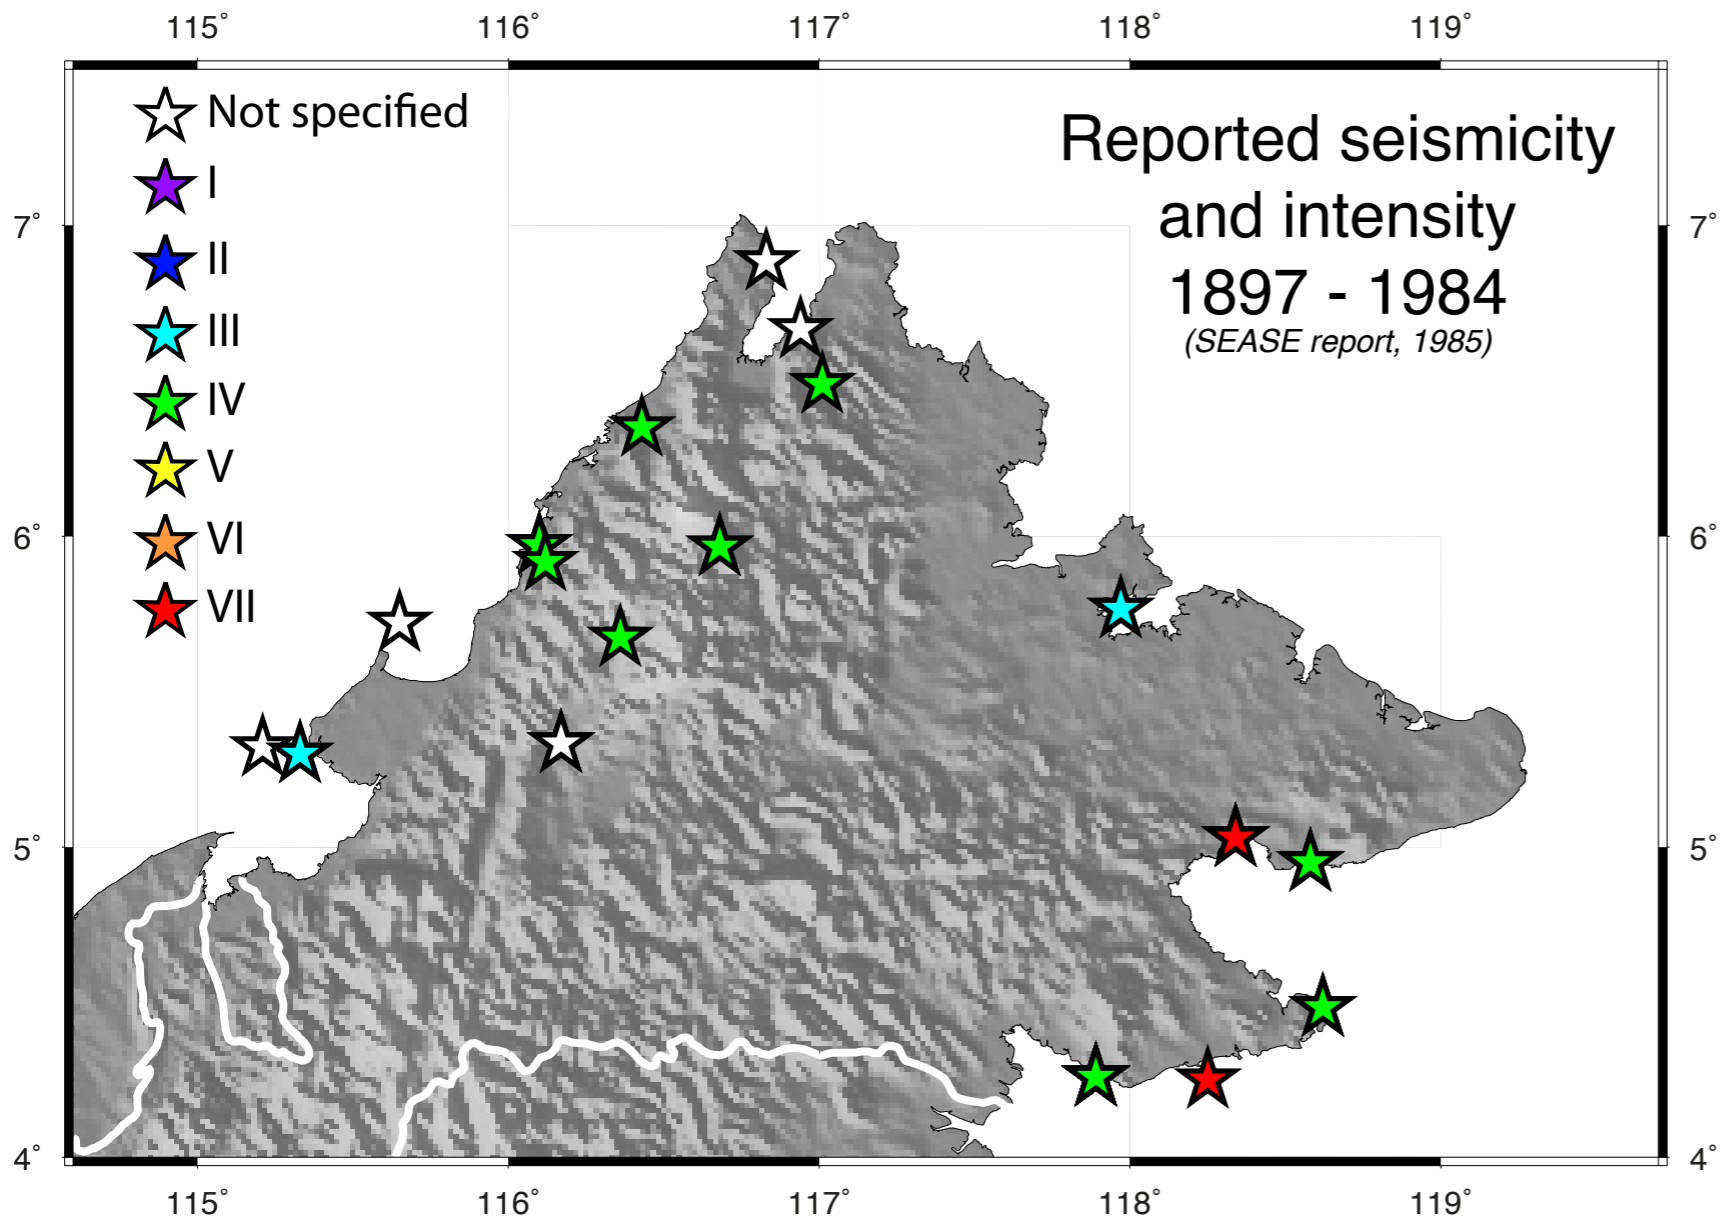 115° 116° 117° 118° 119°
Not specified
I
II
III
IV
V
VI
VII
Reported seismicity
and intensity
1897 - 1984
(SEASE report, 1985)
7° 7°
6° 6°
5° 5°
4° 4°
115° 116° 117° 118° 119°